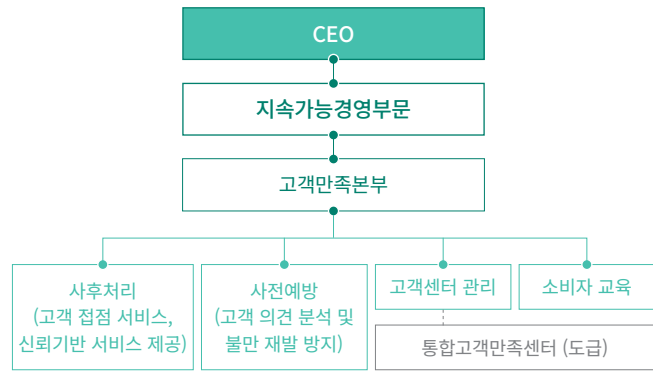 CEO
지속가능경영부문
고객만족본부
사후처리
(고객 접점 서비스,
신뢰기반 서비스 제공)
사전예방
(고객 의견 분석 및
불만 재발 방지)
고객센터 관리
소비자 교육
통합고객만족센터 (도급)